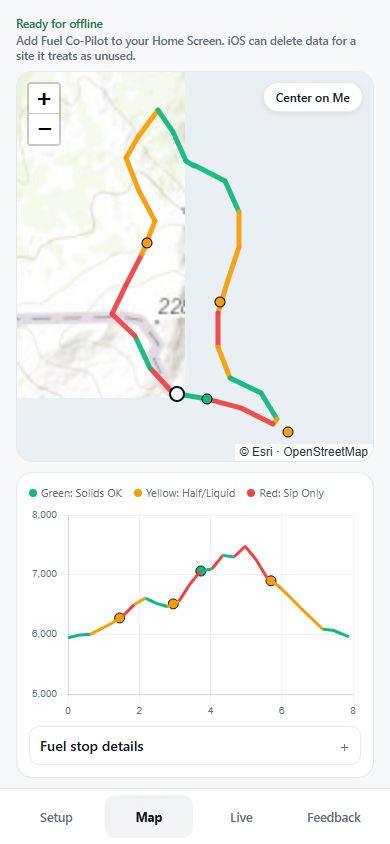 Ready for offline
Add Fuel Co-Pilot to your Home Screen. iOS can delete data for a
site it treats as unused.
+
−
Center on Me
© Esri · OpenStreetMap
Green: Solids OK
Yellow: Half/Liquid
Red: Sip Only
8,000
7,000
6,000
5,000
0
2
4
6
8
Fuel stop details
+
Setup
Map
Live
Feedback